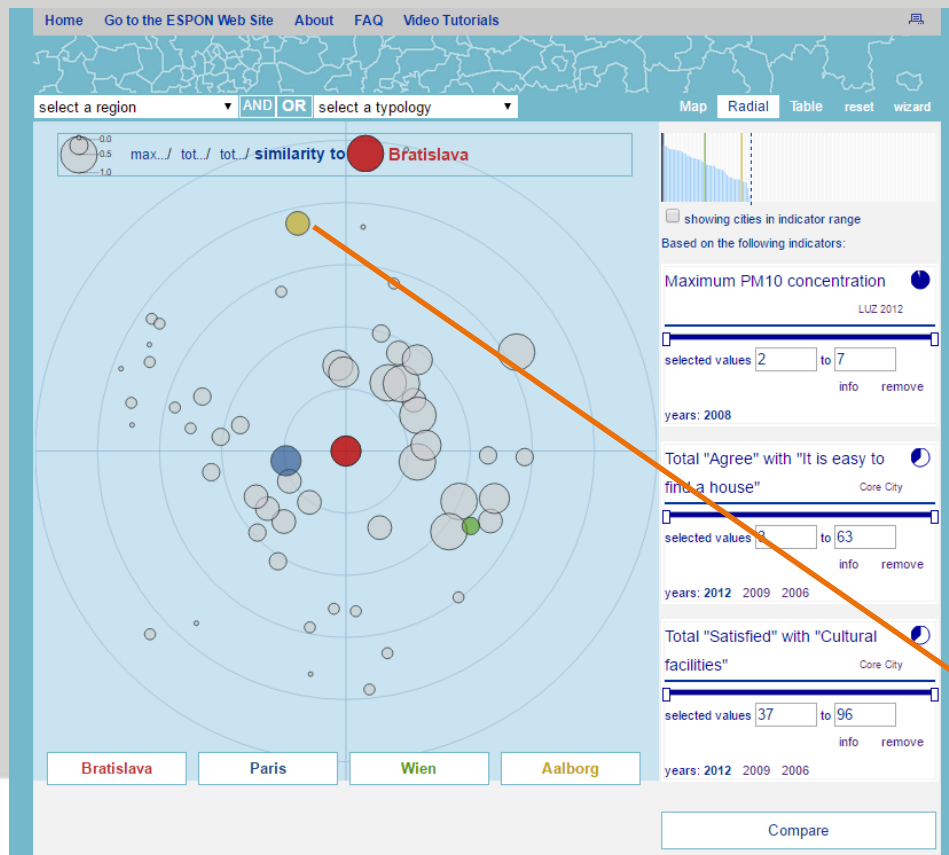 Home Go to the ESPON Web Site About FAQ Video Tutorials
select a region AND OR select a typology Map Radial Table reset wizard
0.0
0.5
1.0
max.../ tot.../ tot.../ similarity to Bratislava
showing cities in indicator range
Based on the following indicators:
Maximum PM10 concentration
LUZ 2012
selected values 2 to 7
info remove
years: 2008
Total "Agree" with "It is easy to
find a house" Core City
selected values 3 to 63
info remove
years: 2012 2009 2006
Total "Satisfied" with "Cultural
facilities" Core City
selected values 37 to 96
info remove
years: 2012 2009 2006
Bratislava Paris Wien Aalborg
Compare